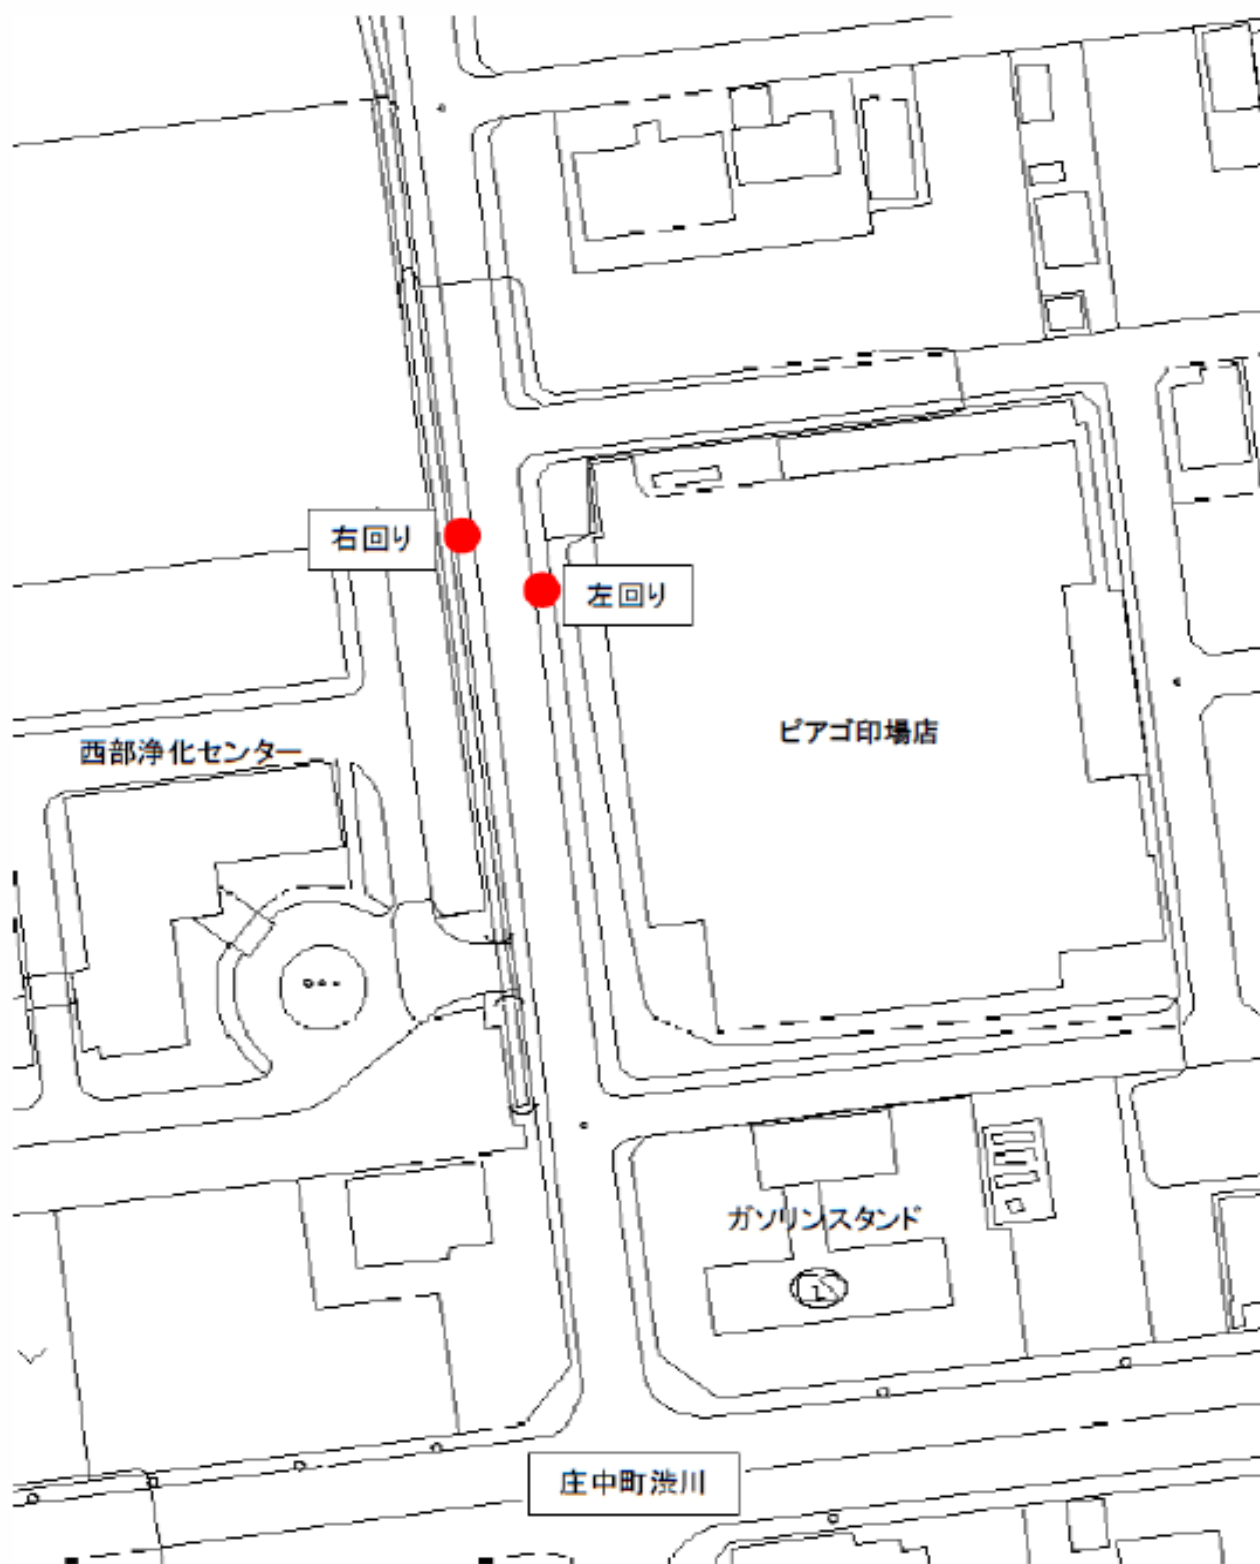 右回り
左回り
ピアゴ印場店
西部浄化センター
ガソリンスタンド
庄中町渋川